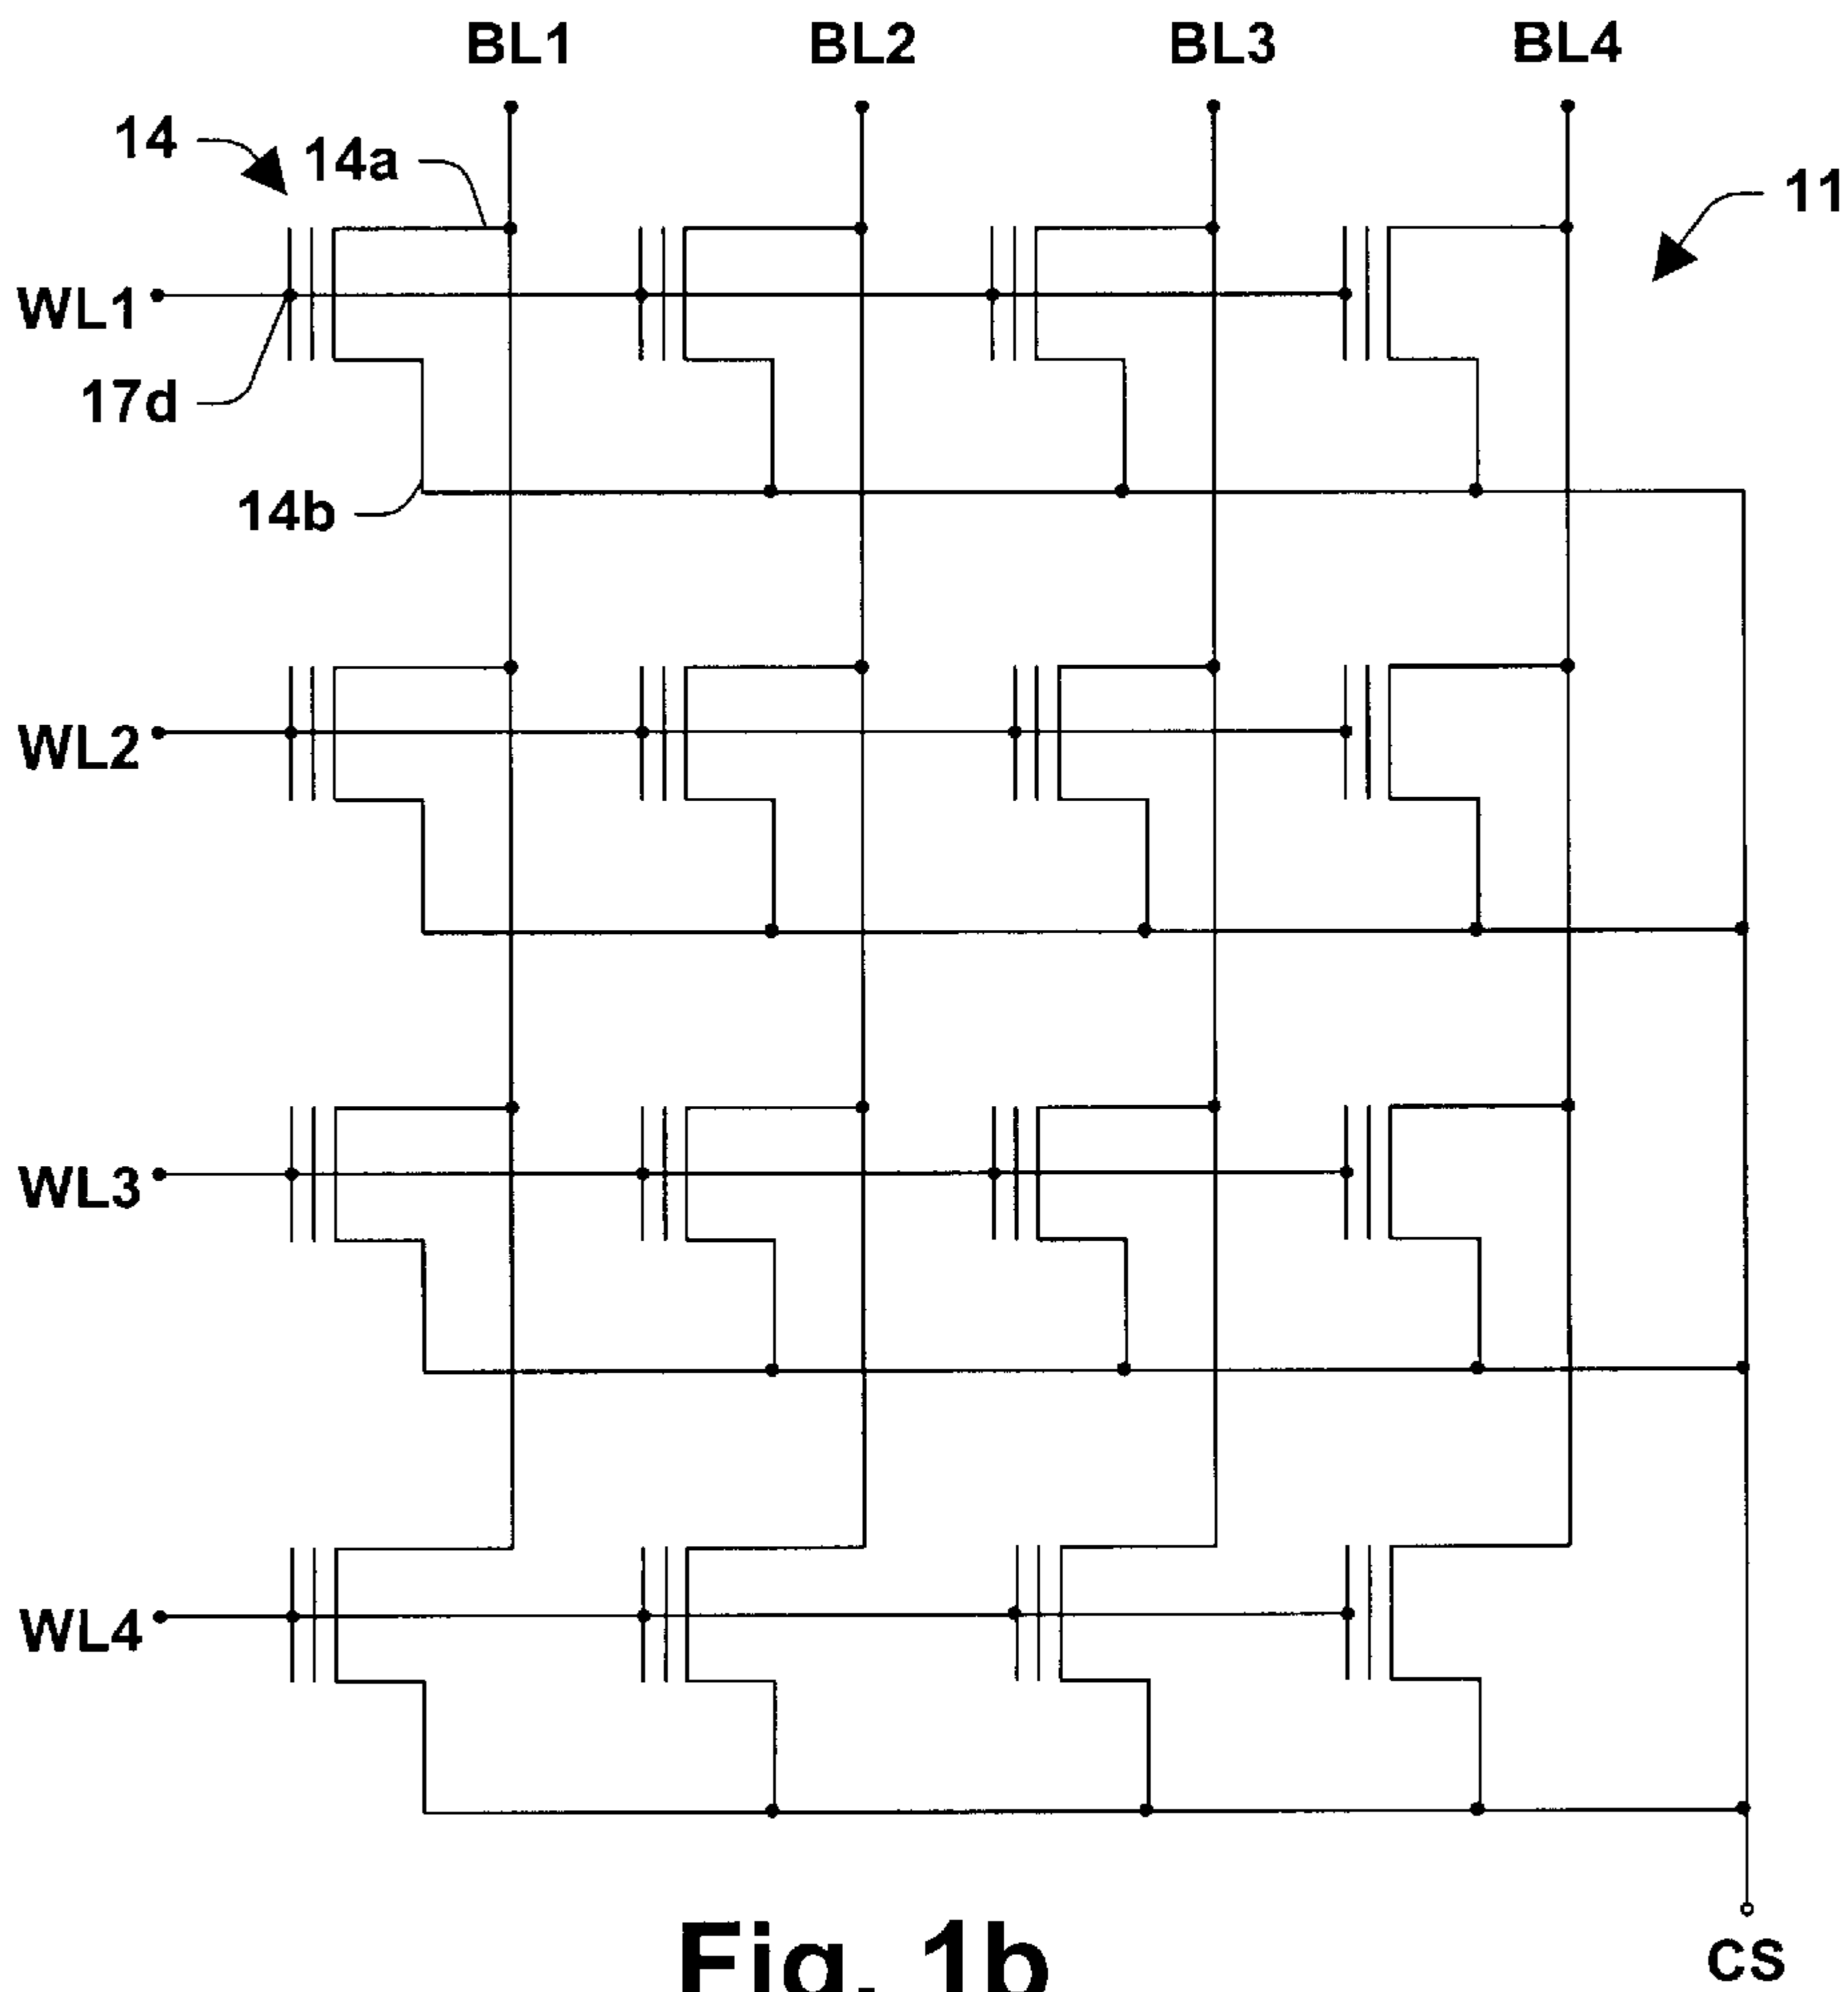 BL1 BL2 BL3 BL4
14
14a
11
WL1
17d
14b
WL2
WL3
WL4
Fig. 1b
CS